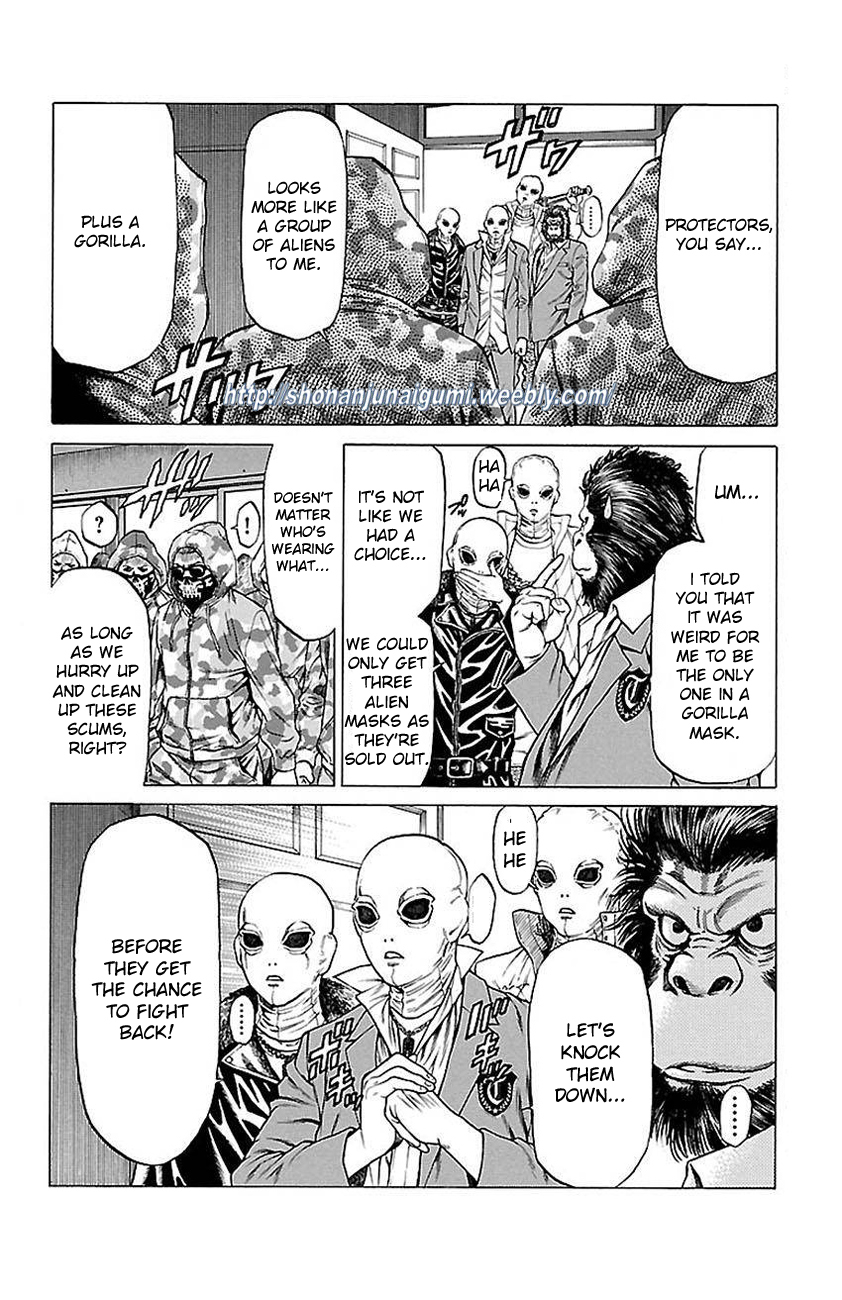 PROTECTORS,
YOU SAY...
LOOKS
MORE LIKE
A GROUP
OF ALIENS
TO ME.
PLUS A
GORILLA.
ザワ
ザワ
http://shonanjunaigumi.weebly.com/
UM...
I TOLD
YOU THAT
IT WAS
WEIRD FOR
ME TO BE
THE ONLY
ONE IN A
GORILLA
MASK.
HA
HA
IT'S NOT
LIKE WE
HAD A
CHOICE...
WE COULD
ONLY GET
THREE
ALIEN
MASKS AS
THEY'RE
SOLD OUT.
DOESN'T
MATTER
WHO'S
WEARING
WHAT...
!
?
AS LONG
AS WE
HURRY UP
AND CLEAN
UP THESE
SCUMS,
RIGHT?
HE
HE
LET'S
KNOCK
THEM
DOWN...
BEFORE
THEY GET
THE CHANCE
TO FIGHT
BACK!